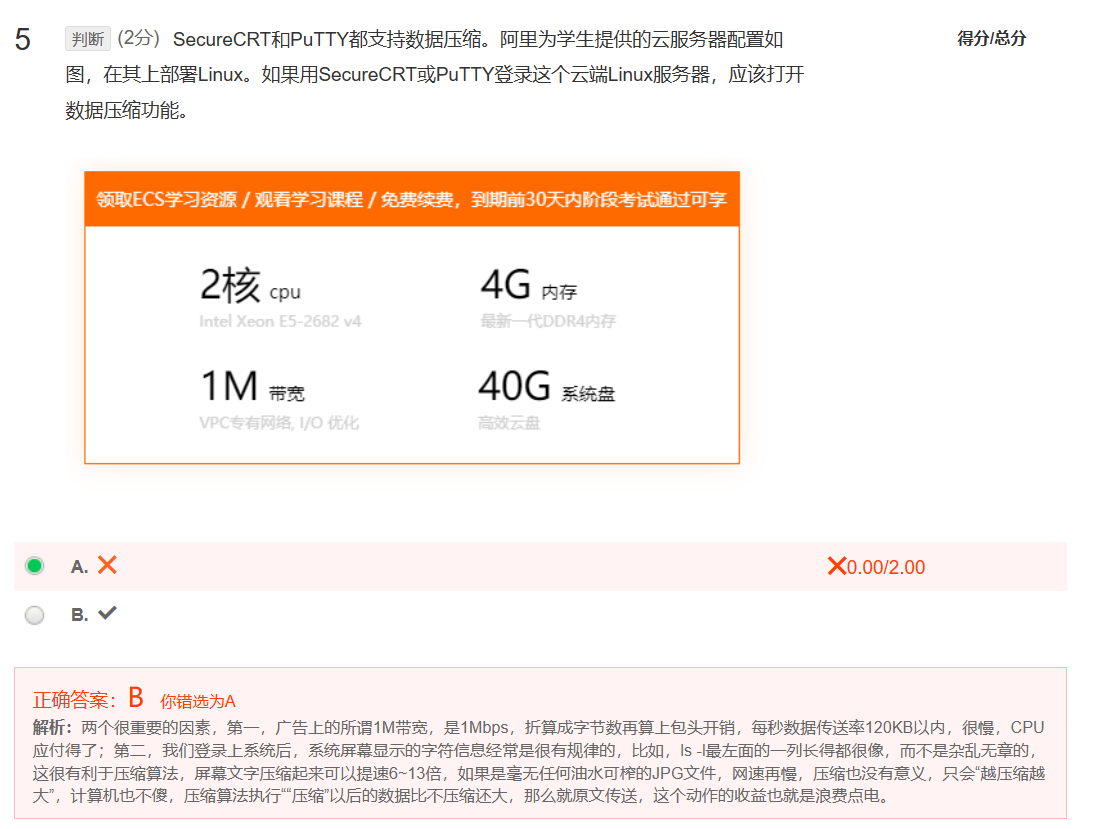 5 判断 (2分) SecureCRT和PuTTY都支持数据压缩。阿里为学生提供的云服务器配置如 得分/总分
图，在其上部署Linux。如果用SecureCRT或PuTTY登录这个云端Linux服务器，应该打开
数据压缩功能。
领取ECS学习资源 / 观看学习课程 / 免费续费，到期前30天内阶段考试通过可享
2核 cpu 4G 内存
Intel Xeon E5-2682 v4 最新一代DDR4内存
1M 带宽 40G 系统盘
VPC专有网络, I/O 优化 高效云盘
A. 0.00/2.00
B.
正确答案：B 你错选为A
解析：两个很重要的因素，第一，广告上的所谓1M带宽，是1Mbps，折算成字节数再算上包头开销，每秒数据传送率120KB以内，很慢，CPU
应付得了；第二，我们登录上系统后，系统屏幕显示的字符信息经常是很有规律的，比如，ls -l最左面的一列长得都很像，而不是杂乱无章的，
这很有利于压缩算法，屏幕文字压缩起来可以提速6~13倍，如果是毫无任何油水可榨的JPG文件，网速再慢，压缩也没有意义，只会“越压缩越
大”，计算机也不傻，压缩算法执行““压缩”以后的数据比不压缩还大，那么就原文传送，这个动作的收益也就是浪费点电。